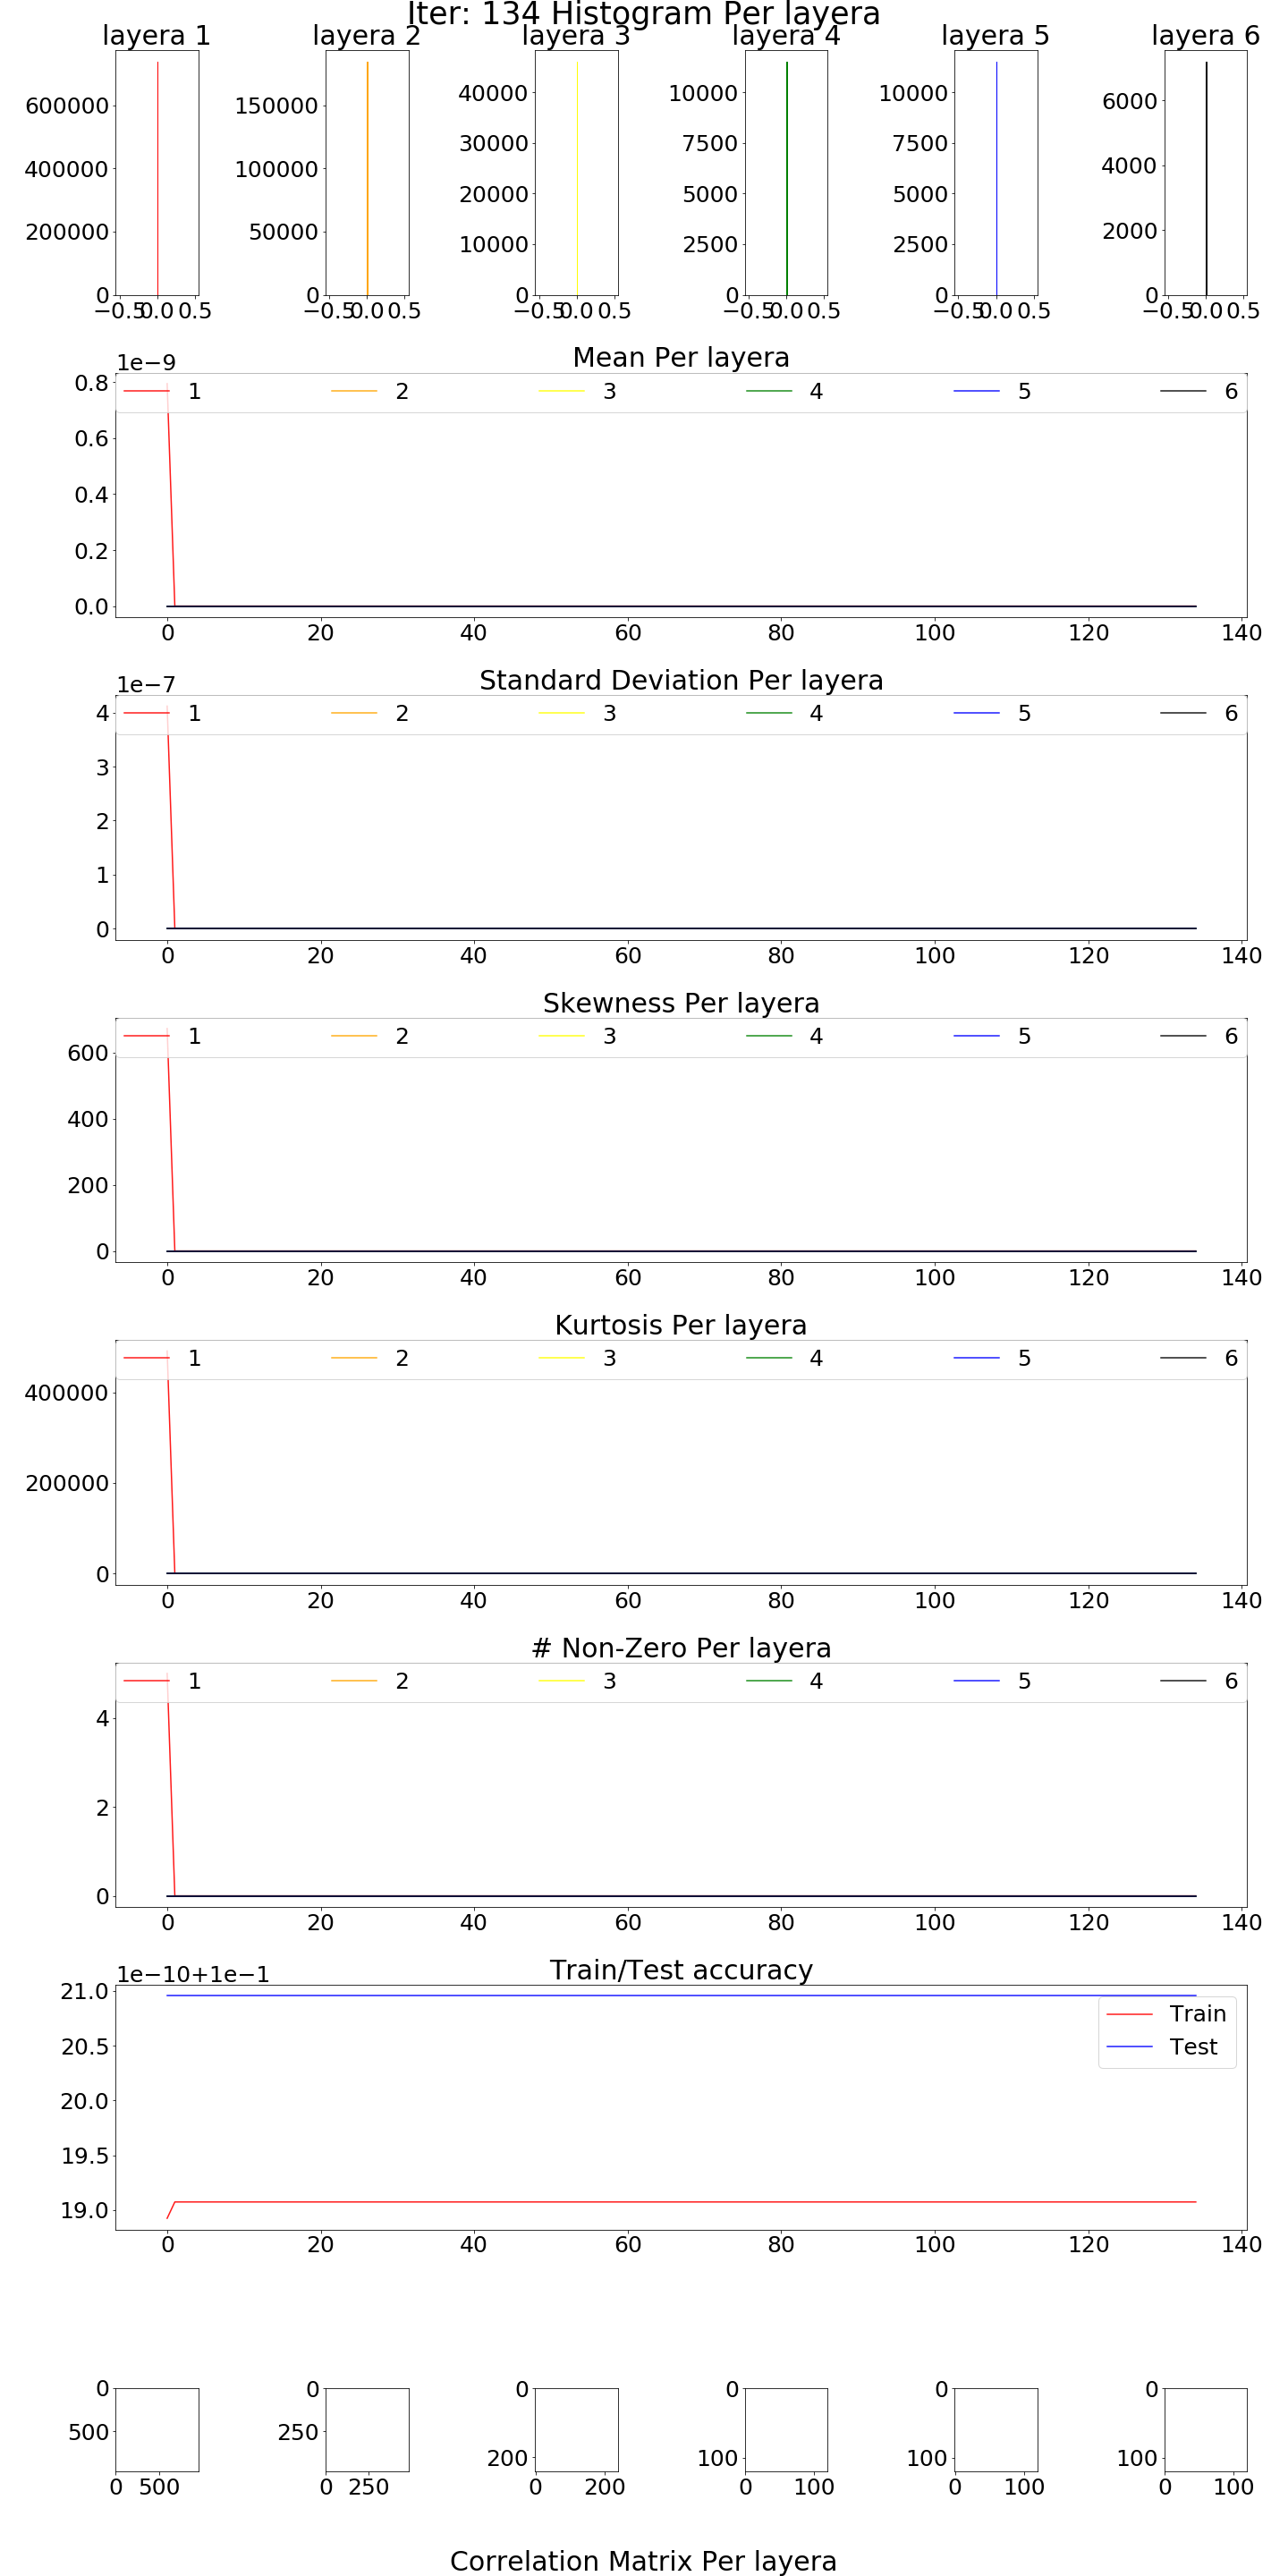 Iter: 134 Histogram Per layera
layera 1 layera 2 layera 3 layera 4 layera 5 layera 6
600000 150000 40000 10000 10000 6000
400000 100000 30000 7500 7500 4000
200000 50000 20000 5000 5000 2000
10000 2500 2500
0 0 0 0 0 0
−0.5 0.0 0.5 −0.5 0.0 0.5 −0.5 0.0 0.5 −0.5 0.0 0.5 −0.5 0.0 0.5 −0.5 0.0 0.5
1e−9 Mean Per layera
0.8 1 2 3 4 5 6
0.6
0.4
0.2
0.0
0 20 40 60 80 100 120 140
1e−7 Standard Deviation Per layera
4 1 2 3 4 5 6
3
2
1
0
0 20 40 60 80 100 120 140
Skewness Per layera
1 2 3 4 5 6
600
400
200
0
0 20 40 60 80 100 120 140
Kurtosis Per layera
1 2 3 4 5 6
400000
200000
0
0 20 40 60 80 100 120 140
# Non-Zero Per layera
1 2 3 4 5 6
4
2
0
0 20 40 60 80 100 120 140
1e−10+1e−1 Train/Test accuracy
21.0 Train
20.5 Test
20.0
19.5
19.0
0 20 40 60 80 100 120 140
0 0 0 0 0 0
500 250 200 100 100 100
0 500 0 250 0 200 0 100 0 100 0 100
Correlation Matrix Per layera